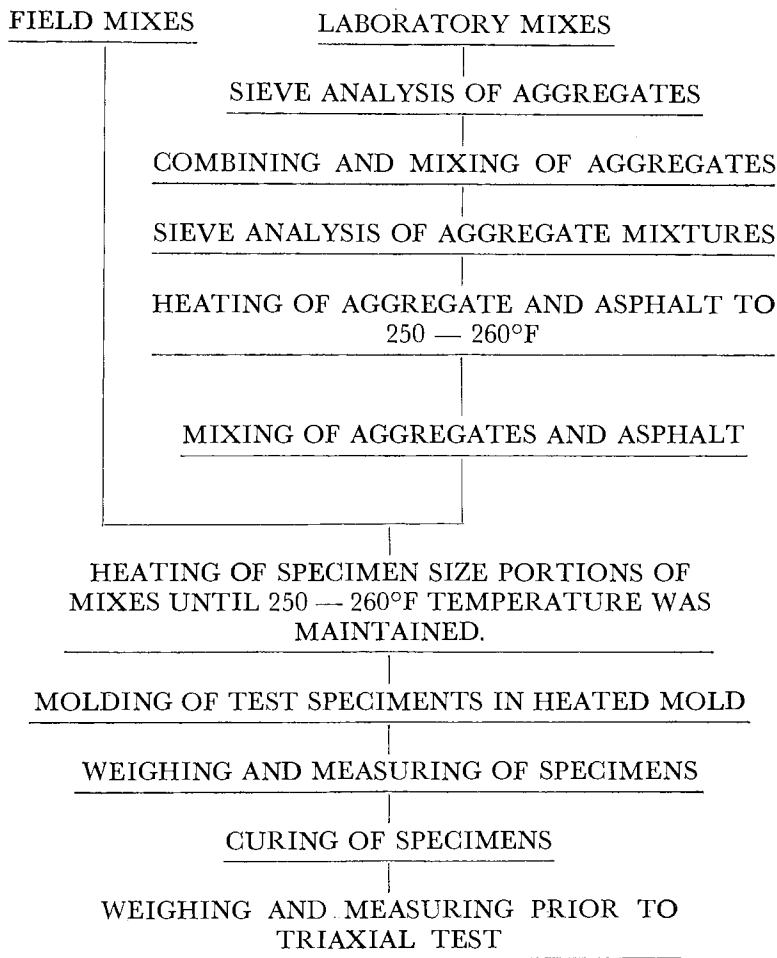 FIELD MIXES
LABORATORY MIXES
SIEVE ANALYSIS OF AGGREGATES
COMBINING AND MIXING OF AGGREGATES
SIEVE ANALYSIS OF AGGREGATE MIXTURES
HEATING OF AGGREGATE AND ASPHALT TO
250 — 260°F
MIXING OF AGGREGATES AND ASPHALT
HEATING OF SPECIMEN SIZE PORTIONS OF
MIXES UNTIL 250 — 260°F TEMPERATURE WAS
MAINTAINED.
MOLDING OF TEST SPECIMENTS IN HEATED MOLD
WEIGHING AND MEASURING OF SPECIMENS
CURING OF SPECIMENS
WEIGHING AND MEASURING PRIOR TO
TRIAXIAL TEST